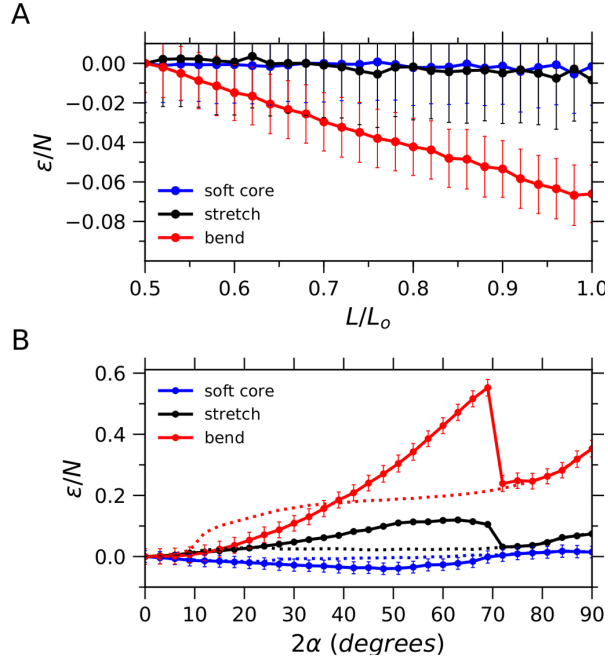 A
0.00
−0.02
−0.04
−0.06
−0.08
ε/N
soft core
stretch
bend
0.5 0.6 0.7 0.8 0.9 1.0
L/Lo
B
0.6
0.4
0.2
0.0
ε/N
soft core
stretch
bend
0 10 20 30 40 50 60 70 80 90
2α (degrees)